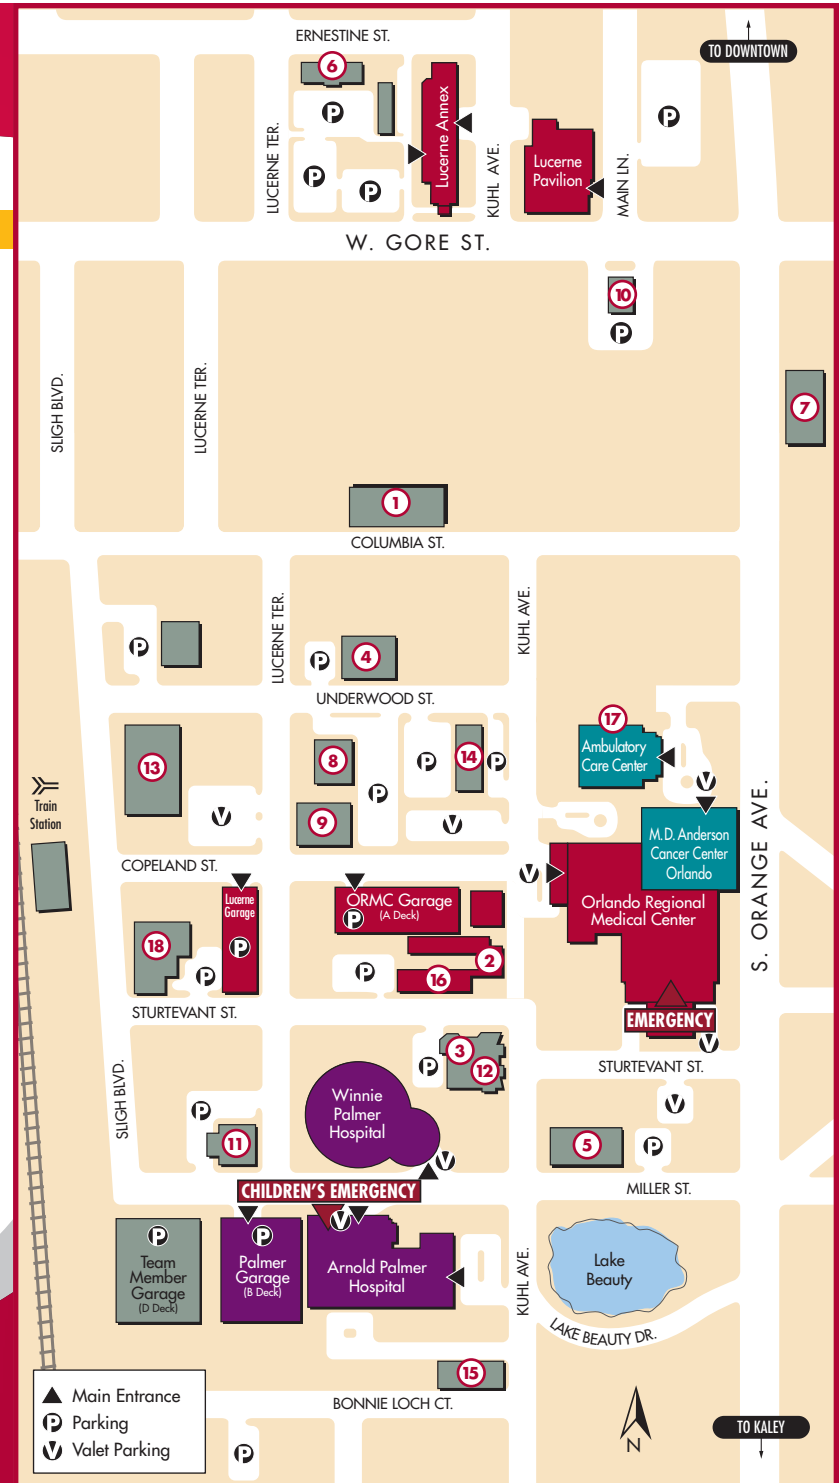 ERNESTINE ST.
TO DOWNTOWN
6
P
P
P
P
LUCERNE TER.
Lucerne Annex
KUHL AVE.
Lucerne
Pavilion
MAIN LN.
W. GORE ST.
10
P
SLIGH BLVD.
LUCERNE TER.
7
1
COLUMBIA ST.
LUCERNE TER.
KUHL AVE.
P
P
4
UNDERWOOD ST.
17
Ambulatory
Care Center
V
13
8
P
14
P
P
9
V
V
Train
Station
M.D. Anderson
Cancer Center
Orlando
S. ORANGE AVE.
COPELAND ST.
V
Lucerne
Garage
P
ORMC Garage
(A Deck)
P
Orlando Regional
Medical Center
18
P
P
2
16
STURTEVANT ST.
EMERGENCY
V
STURTEVANT ST.
SLIGH BLVD.
3
12
P
P
V
Winnie
Palmer
Hospital
11
5
P
V
CHILDREN'S EMERGENCY
MILLER ST.
P
Team
Member
Garage
(D Deck)
P
Palmer
Garage
(B Deck)
V
Arnold Palmer
Hospital
KUHL AVE.
Lake
Beauty
LAKE BEAUTY DR.
15
BONNIE LOCH CT.
Main Entrance
P Parking
V Valet Parking
P
N
TO KALEY